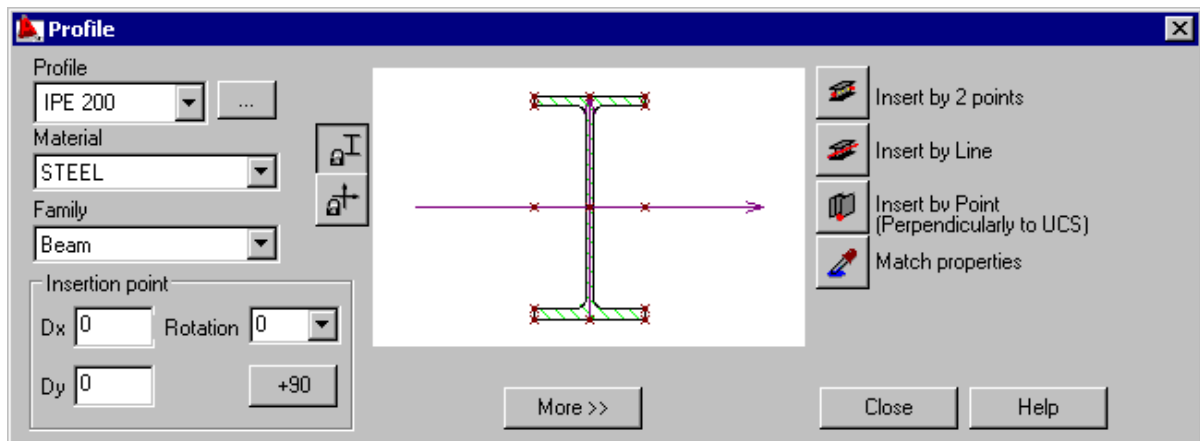 Profile
Profile
IPE 200
...
Material
STEEL
Family
Beam
Insertion point
Dx 0
Rotation 0
Dy 0
+90
Insert by 2 points
Insert by Line
Insert by Point
(Perpendicularly to UCS)
Match properties
More >>
Close
Help